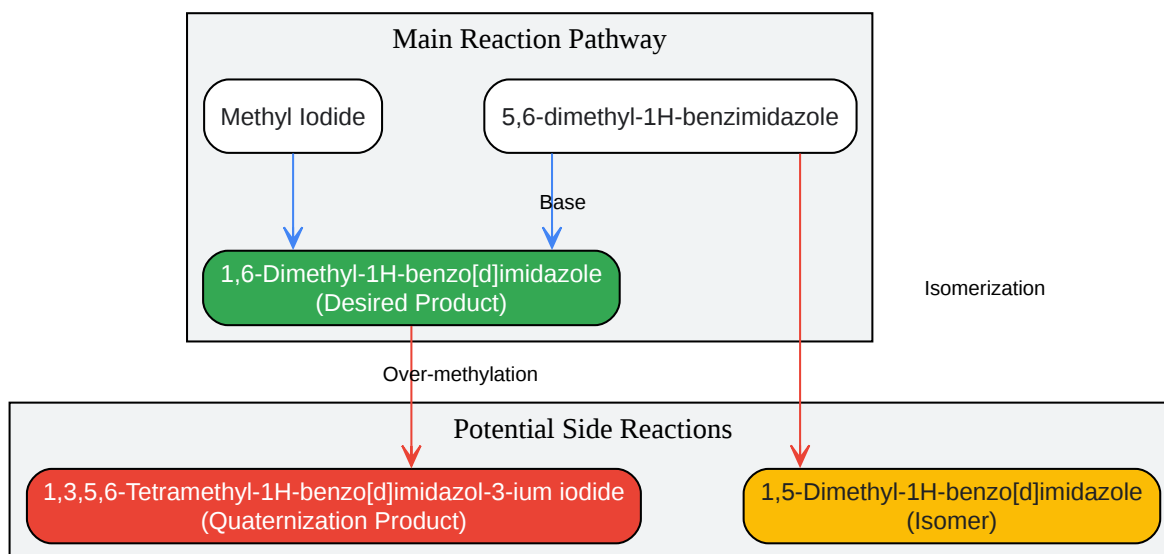 Main Reaction Pathway
Methyl Iodide
5,6-dimethyl-1H-benzimidazole
Base
1,6-Dimethyl-1H-benzo[d]imidazole
(Desired Product)
Isomerization
Over-methylation
Potential Side Reactions
1,3,5,6-Tetramethyl-1H-benzo[d]imidazol-3-ium iodide
(Quaternization Product)
1,5-Dimethyl-1H-benzo[d]imidazole
(Isomer)